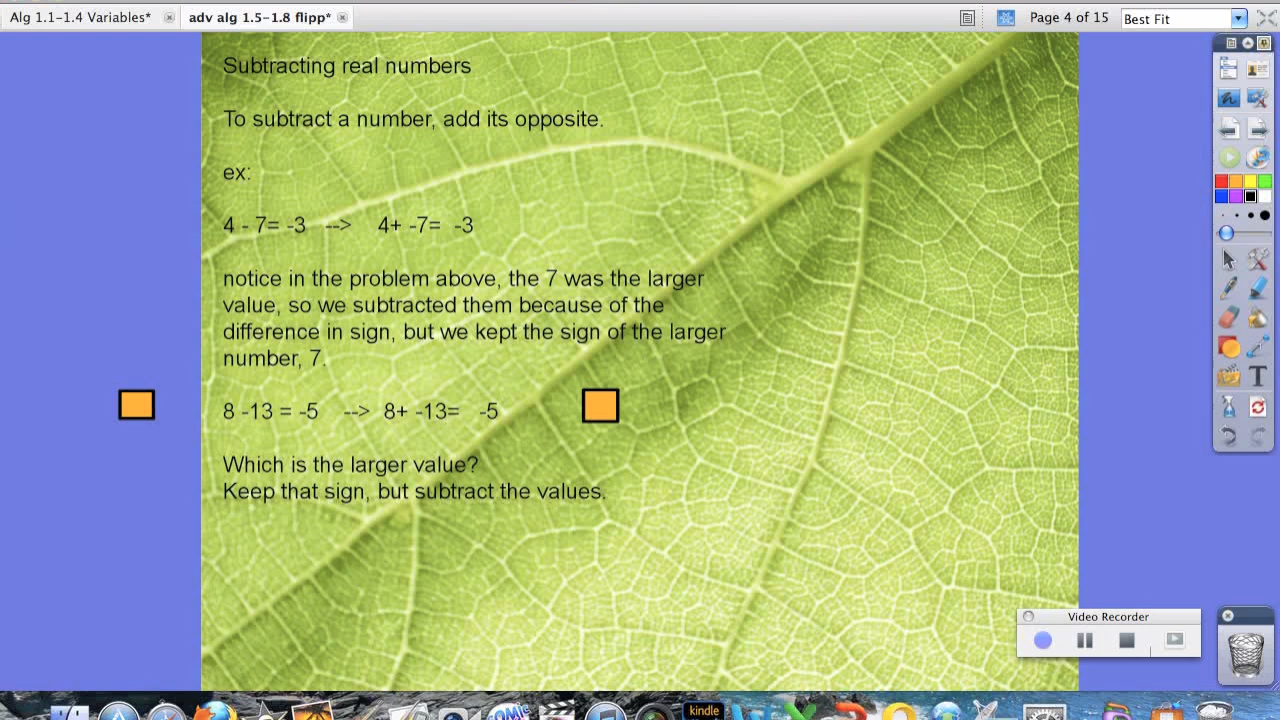 Alg 1.1-1.4 Variables*
adv alg 1.5-1.8 flipp*
Page 4 of 15
Best Fit
Subtracting real numbers
To subtract a number, add its opposite.
ex:
4 - 7= -3 --> 4+ -7= -3
notice in the problem above, the 7 was the larger
value, so we subtracted them because of the
difference in sign, but we kept the sign of the larger
number, 7.
8 -13 = -5 --> 8+ -13= -5
Which is the larger value?
Keep that sign, but subtract the values.
T
Video Recorder
COMIC
kindle